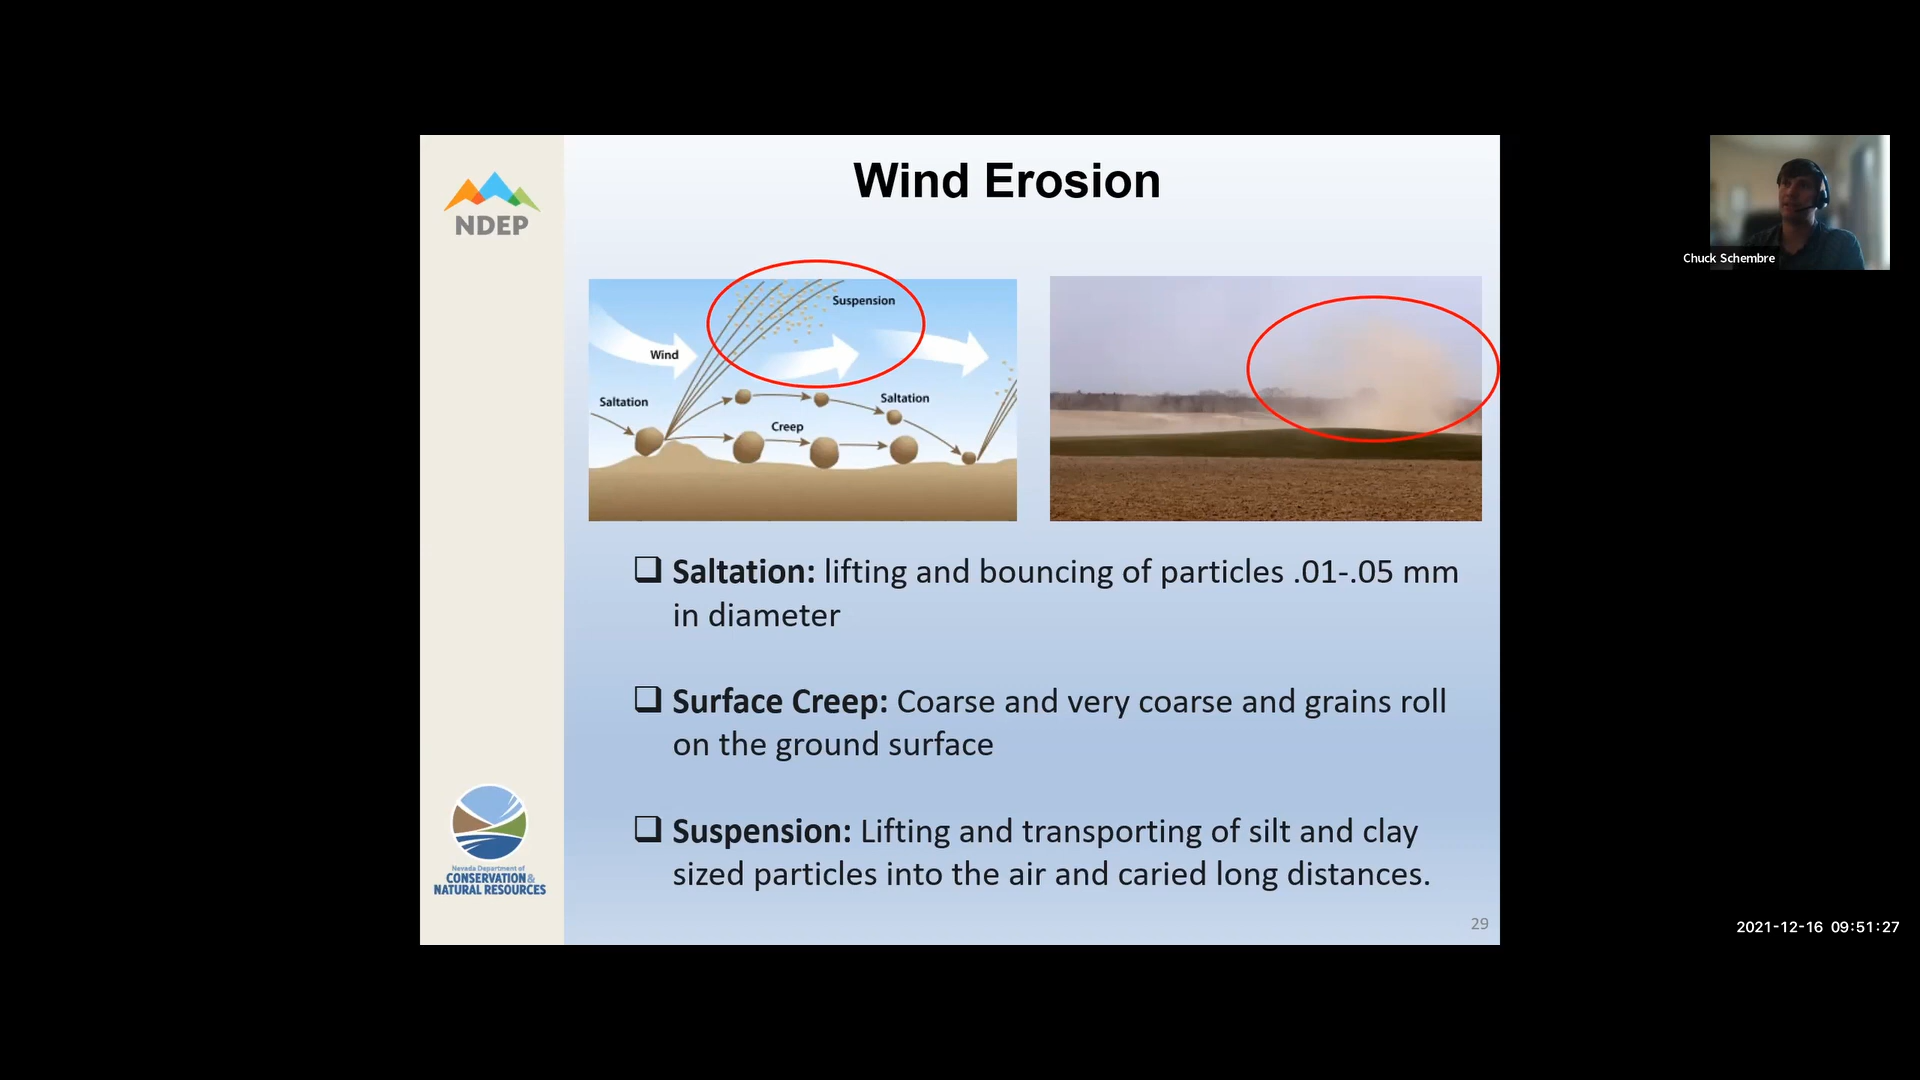 Wind Erosion
NDEP
Suspension
Wind
Saltation
Saltation
Creep
Saltation: lifting and bouncing of particles .01-.05 mm
in diameter
Surface Creep: Coarse and very coarse and grains roll
on the ground surface
Suspension: Lifting and transporting of silt and clay
sized particles into the air and caried long distances.
Nevada Department of
CONSERVATION&
NATURAL RESOURCES
29
Chuck Schembre
2021-12-16 09:51:27